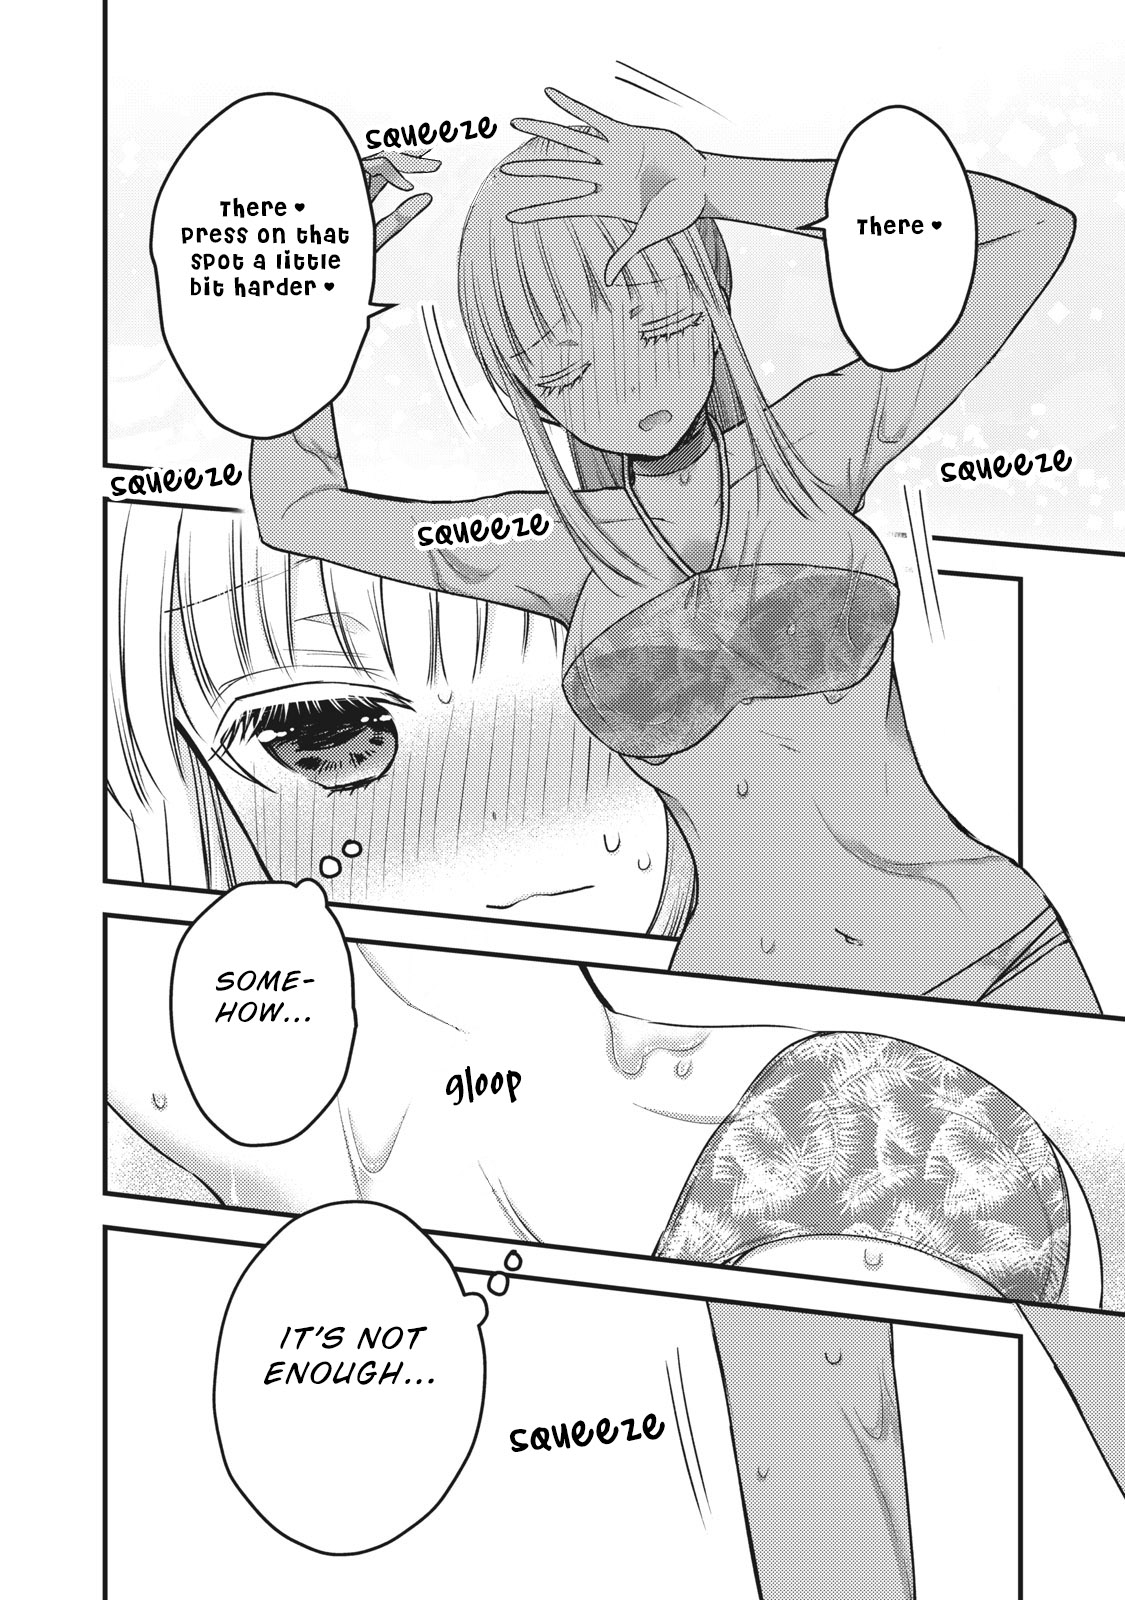 There ♥
squeeze
There ♥
press on that
spot a little
bit harder ♥
squeeze
squeeze
squeeze
SOME-
HOW...
gloop
IT'S NOT
ENOUGH...
squeeze